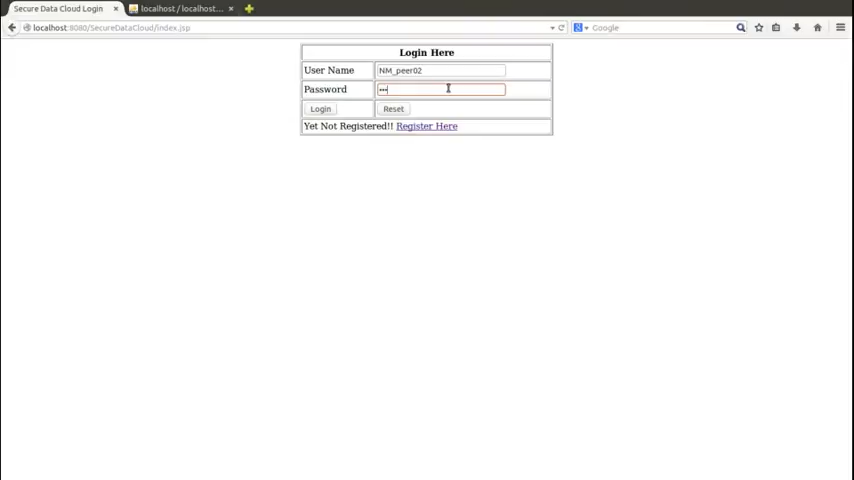 Secure Data Cloud Login
localhost / localhost...
localhost:8080/SecureDataCloud/index.jsp
Google
Login Here
User Name NM_peer02
Password •••
Login Reset
Yet Not Registered!! Register Here